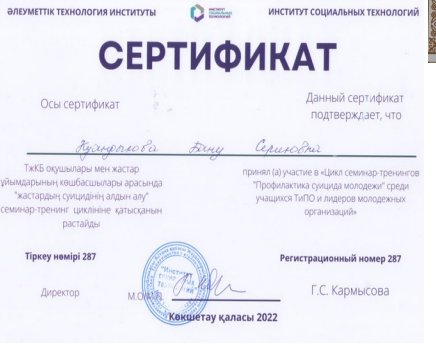 ӘЛЕУМЕТТІК ТЕХНОЛОГИЯ ИНСТИТУТЫ
ИНСТИТУТ СОЦИАЛЬНЫХ ТЕХНОЛОГИЙ
СЕРТИФИКАТ
Осы сертификат
Данный сертификат
подтверждает, что
Бану Сериковна
ТжКБ оқушылары мен жастар
ұйымдарының көшбасшылары арасында
"жастардың суицидінің алдын алу"
семинар-тренинг цикліне қатысқанын
растайды
принял (а) участие в «Цикл семинар-тренингов
"Профилактика суицида молодежи" среди
учащихся ТиПО и лидеров молодежных
организаций»
Тіркеу нөмірі 287
Регистрационный номер 287
Директор
М.О/М.П.
Г.С. Кармысова
Көкшетау қаласы 2022